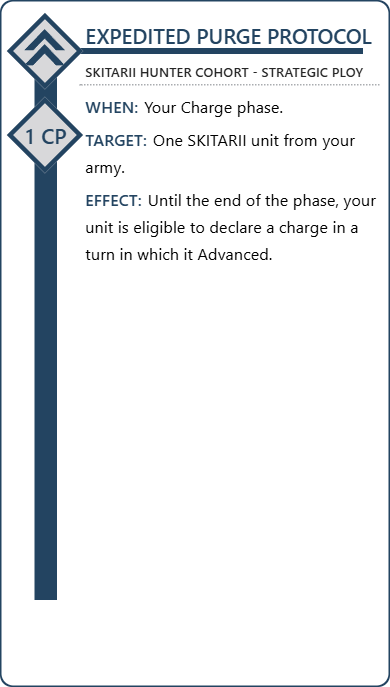 EXPEDITED PURGE PROTOCOL
SKITARII HUNTER COHORT - STRATEGIC PLOY
WHEN: Your Charge phase.
1 CP
TARGET: One SKITARII unit from your
army.
EFFECT: Until the end of the phase, your
unit is eligible to declare a charge in a
turn in which it Advanced.